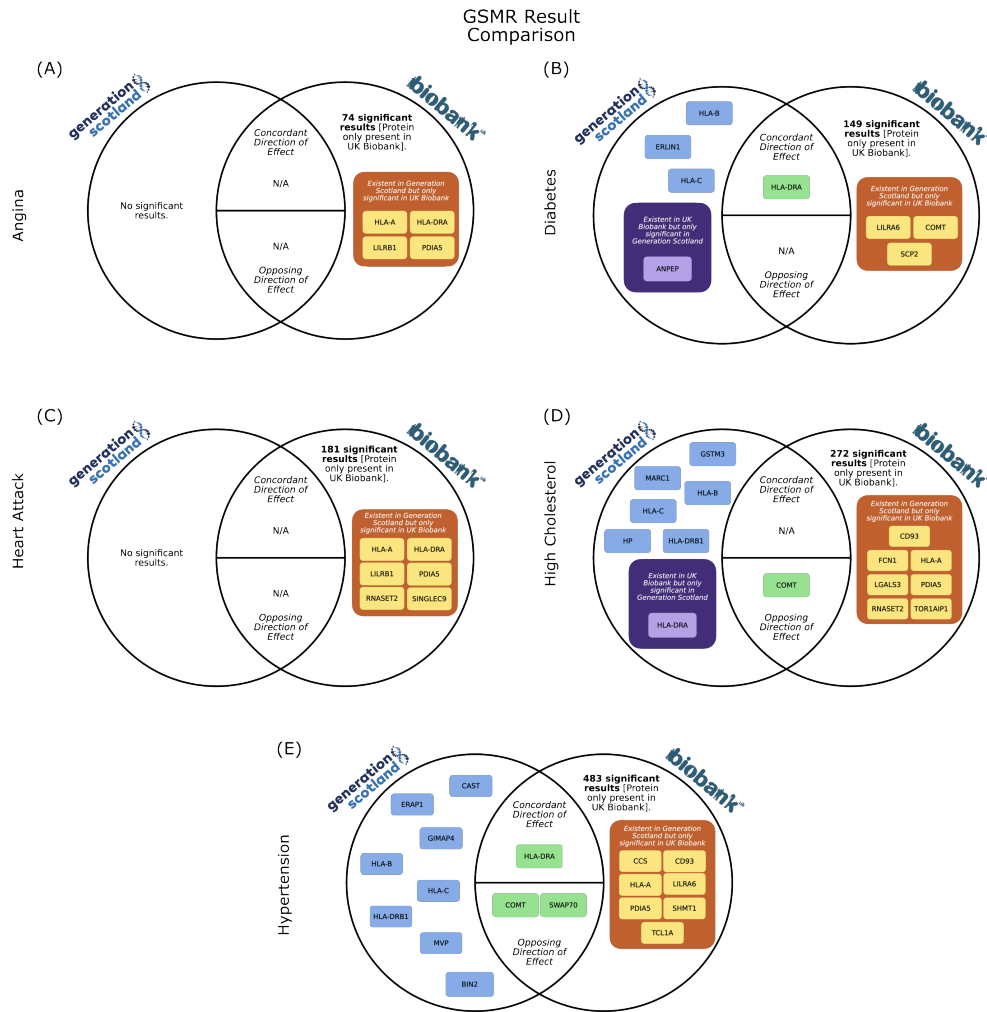 GSMR Result
Comparison
(A)
generation
scotland
biobank
Angina
No significant
results.
Concordant
Direction of
Effect
N/A
N/A
Opposing
Direction of
Effect
74 significant
results [Protein
only present in
UK Biobank].
Existent in Generation
Scotland but only
significant in UK Biobank
HLA-A HLA-DRA
LILRB1 PDIA5
(B)
generation
scotland
biobank
Diabetes
HLA-B
ERLIN1
HLA-C
Existent in UK
Biobank but only
significant in
Generation Scotland
ANPEP
Concordant
Direction of
Effect
HLA-DRA
N/A
Opposing
Direction of
Effect
149 significant
results [Protein
only present in
UK Biobank].
Existent in Generation
Scotland but only
significant in UK Biobank
LILRA6 COMT
SCP2
(C)
generation
scotland
biobank
Heart Attack
No significant
results.
Concordant
Direction of
Effect
N/A
N/A
Opposing
Direction of
Effect
181 significant
results [Protein
only present in
UK Biobank].
Existent in Generation
Scotland but only
significant in UK Biobank
HLA-A HLA-DRA
LILRB1 PDIA5
RNASET2 SINGLEC9
(D)
generation
scotland
biobank
High Cholesterol
GSTM3
MARC1
HLA-B
HLA-C
HP HLA-DRB1
Existent in UK
Biobank but only
significant in
Generation Scotland
HLA-DRA
Concordant
Direction of
Effect
N/A
COMT
Opposing
Direction of
Effect
272 significant
results [Protein
only present in
UK Biobank].
Existent in Generation
Scotland but only
significant in UK Biobank
CD93
FCN1 HLA-A
LGALS3 PDIA5
RNASET2 TOR1AIP1
(E)
generation
scotland
biobank
Hypertension
CAST
ERAP1
GIMAP4
HLA-B
HLA-C
HLA-DRB1
MVP
BIN2
Concordant
Direction of
Effect
HLA-DRA
COMT SWAP70
Opposing
Direction of
Effect
483 significant
results [Protein
only present in
UK Biobank].
Existent in Generation
Scotland but only
significant in UK Biobank
CCS CD93
HLA-A LILRA6
PDIA5 SHMT1
TCL1A